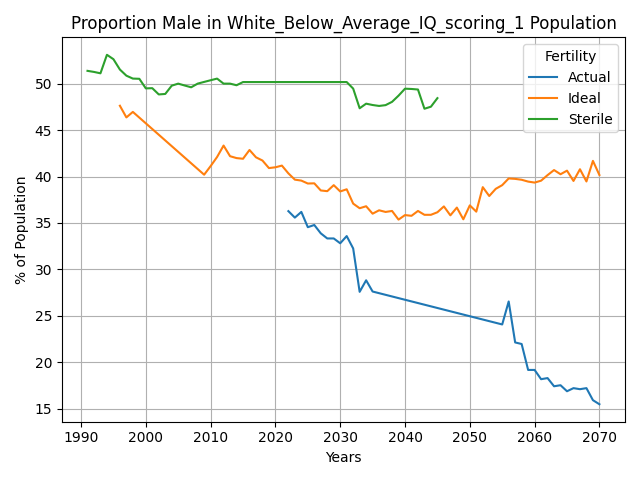 Proportion Male in White_Below_Average_IQ_scoring_1 Population
% of Population
50
45
40
35
30
25
20
15
Fertility
Actual
Ideal
Sterile
1990 2000 2010 2020 2030 2040 2050 2060 2070
Years